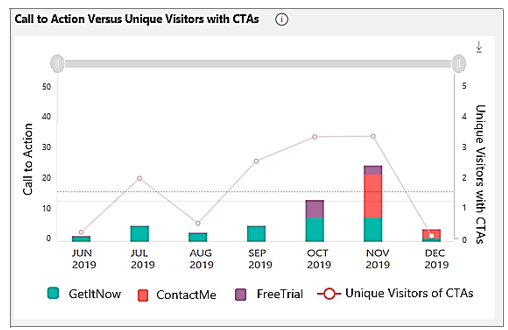 Call to Action Versus Unique Visitors with CTAs
50
40
30
20
10
0
Call to Action
5
4
3
2
1
0
Unique Visitors with CTAs
JUN 2019
JUL 2019
AUG 2019
SEP 2019
OCT 2019
NOV 2019
DEC 2019
GetItNow
ContactMe
FreeTrial
Unique Visitors of CTAs